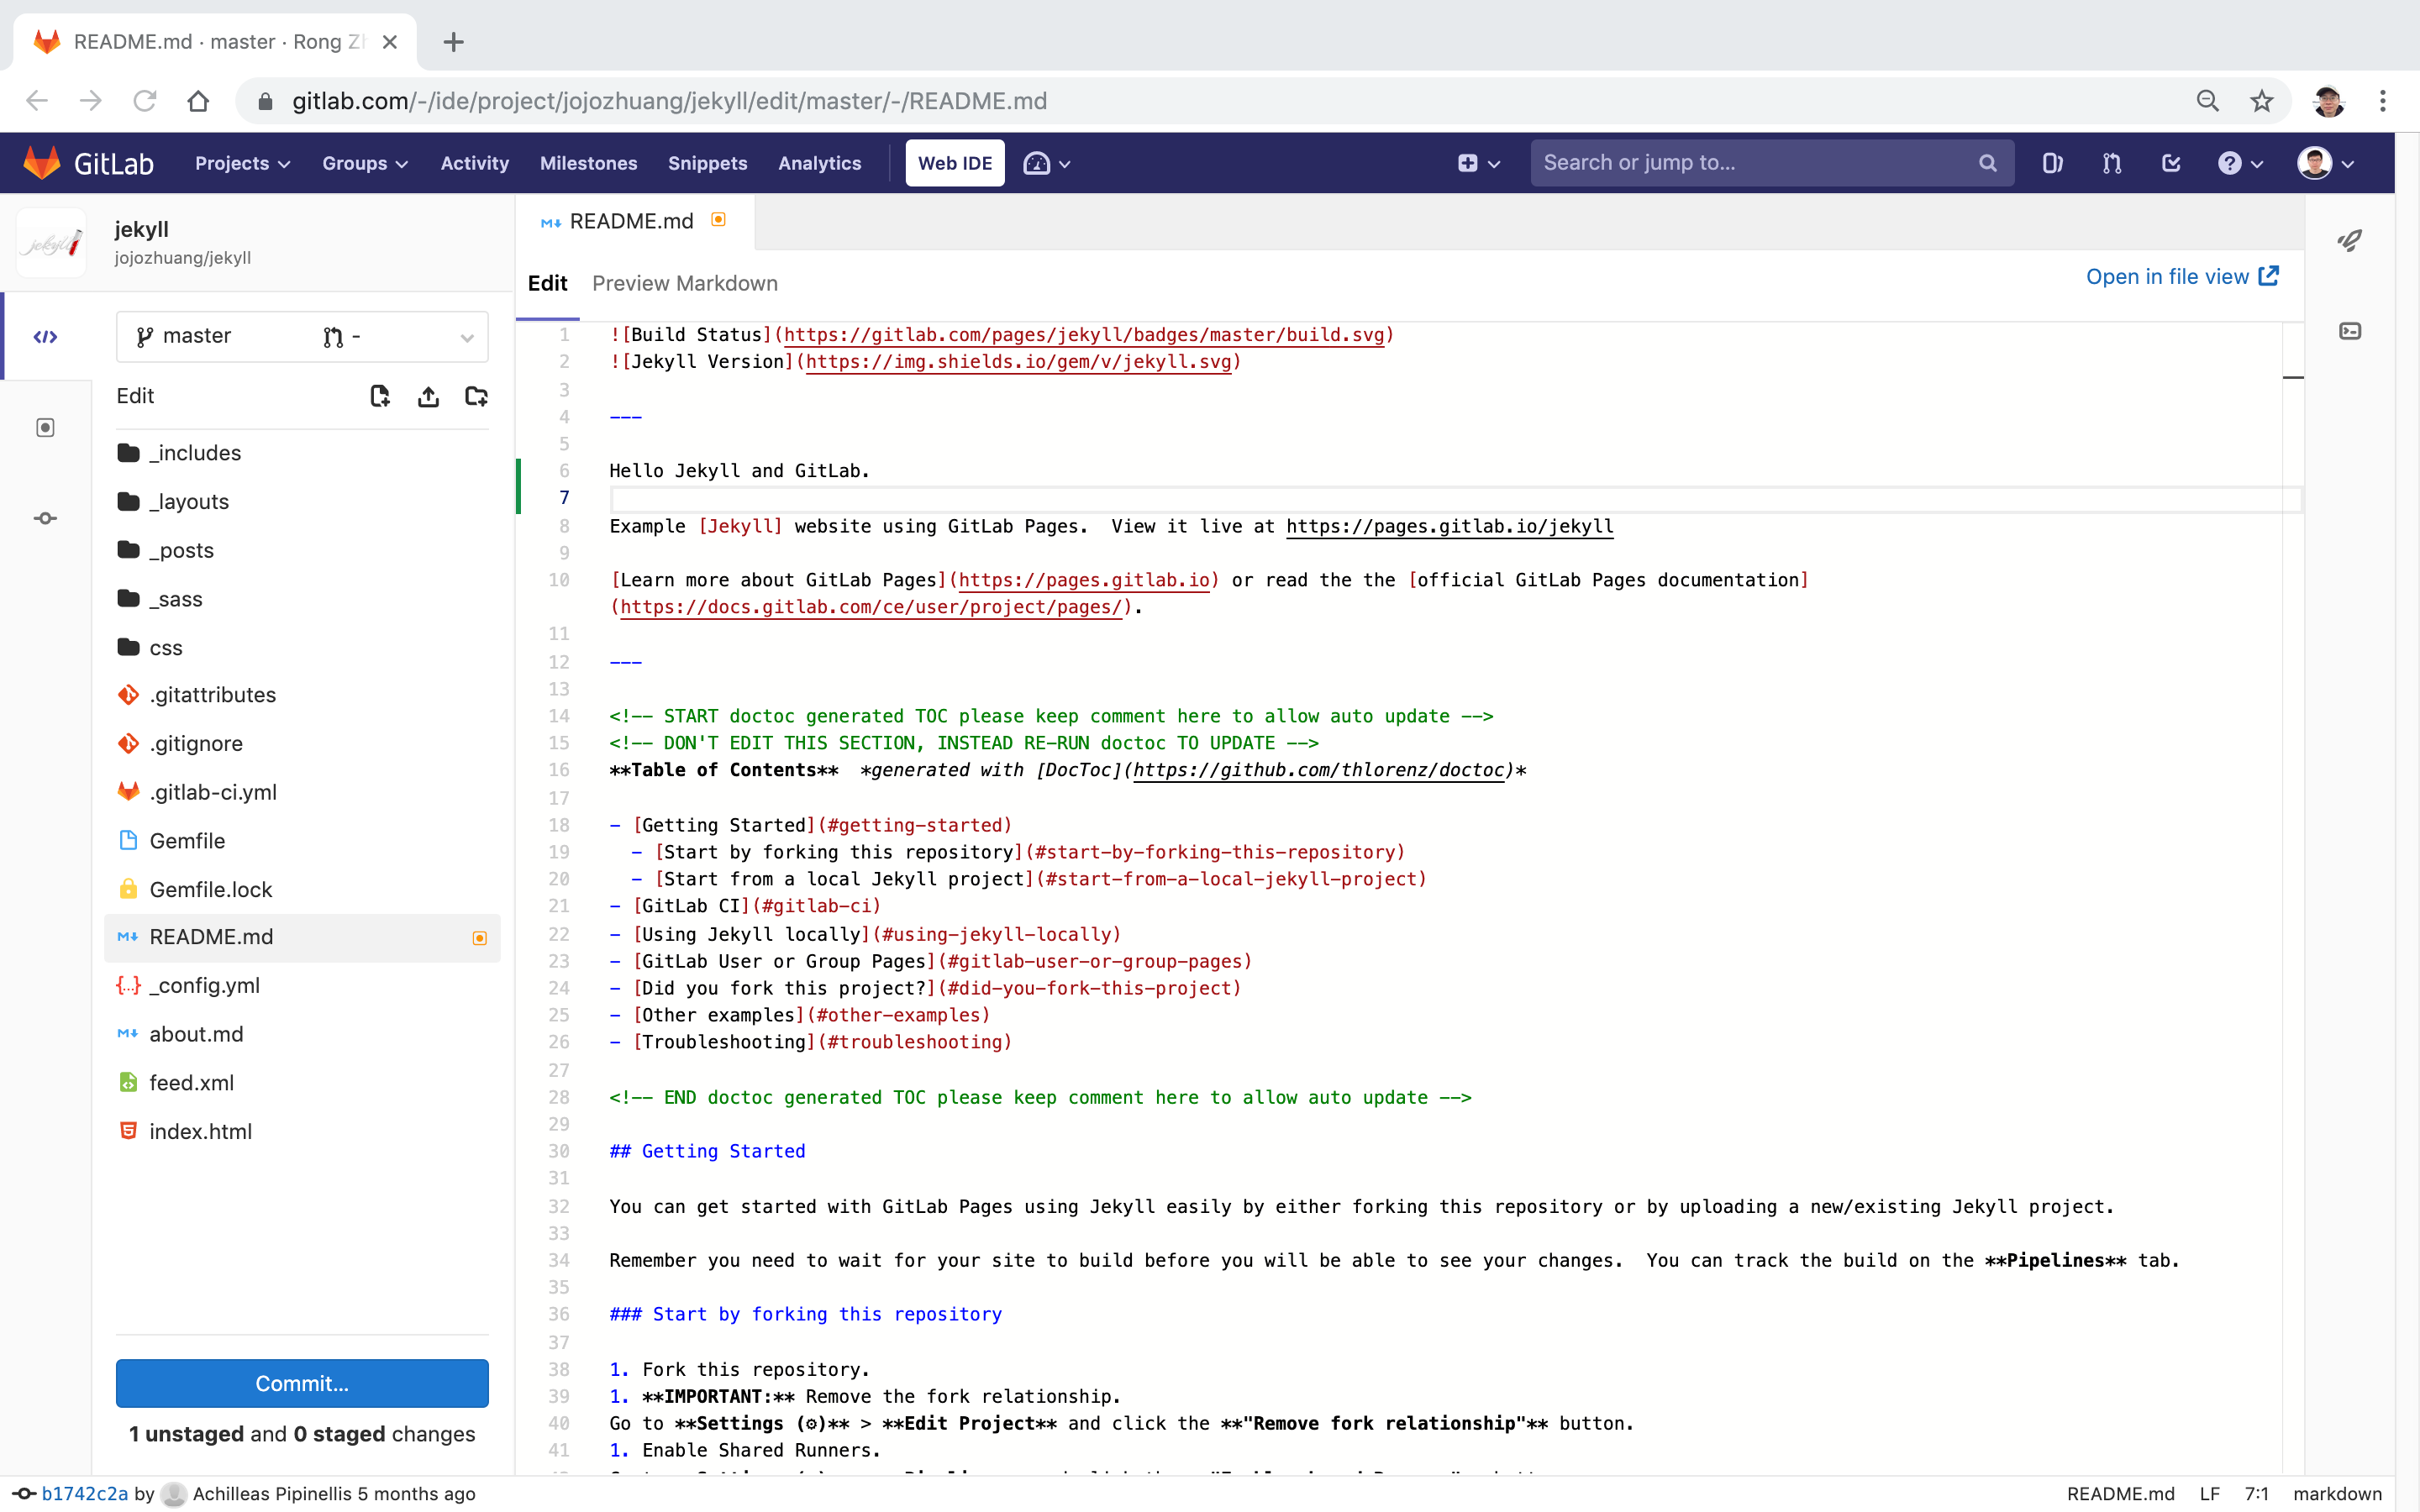 README.md · master · Rong Z
gitlab.com/-/ide/project/jojozhuang/jekyll/edit/master/-/README.md
GitLab Projects Groups Activity Milestones Snippets Analytics Web IDE Search or jump to...
jekyll
jojozhuang/jekyll
master -
Edit
_includes
_layouts
_posts
_sass
css
.gitattributes
.gitignore
.gitlab-ci.yml
Gemfile
Gemfile.lock
README.md
_config.yml
about.md
feed.xml
index.html
Commit...
1 unstaged and 0 staged changes
README.md
Edit Preview Markdown Open in file view
1 ![Build Status](https://gitlab.com/pages/jekyll/badges/master/build.svg)
2 ![Jekyll Version](https://img.shields.io/gem/v/jekyll.svg)
3
4 ---
5
6 Hello Jekyll and GitLab.
7
8 Example [Jekyll] website using GitLab Pages.  View it live at https://pages.gitlab.io/jekyll
9
10 [Learn more about GitLab Pages](https://pages.gitlab.io) or read the the [official GitLab Pages documentation]
(https://docs.gitlab.com/ce/user/project/pages/).
11
12 ---
13
14 <!-- START doctoc generated TOC please keep comment here to allow auto update -->
15 <!-- DON'T EDIT THIS SECTION, INSTEAD RE-RUN doctoc TO UPDATE -->
16 **Table of Contents**  *generated with [DocToc](https://github.com/thlorenz/doctoc)*
17
18 - [Getting Started](#getting-started)
19   - [Start by forking this repository](#start-by-forking-this-repository)
20   - [Start from a local Jekyll project](#start-from-a-local-jekyll-project)
21 - [GitLab CI](#gitlab-ci)
22 - [Using Jekyll locally](#using-jekyll-locally)
23 - [GitLab User or Group Pages](#gitlab-user-or-group-pages)
24 - [Did you fork this project?](#did-you-fork-this-project)
25 - [Other examples](#other-examples)
26 - [Troubleshooting](#troubleshooting)
27
28 <!-- END doctoc generated TOC please keep comment here to allow auto update -->
29
30 ## Getting Started
31
32 You can get started with GitLab Pages using Jekyll easily by either forking this repository or by uploading a new/existing Jekyll project.
33
34 Remember you need to wait for your site to build before you will be able to see your changes.  You can track the build on the **Pipelines** tab.
35
36 ### Start by forking this repository
37
38 1. Fork this repository.
39 1. **IMPORTANT:** Remove the fork relationship.
40 Go to **Settings (⚙)** > **Edit Project** and click the **"Remove fork relationship"** button.
41 1. Enable Shared Runners.
b1742c2a by Achilleas Pipinellis 5 months ago
README.md LF 7:1 markdown